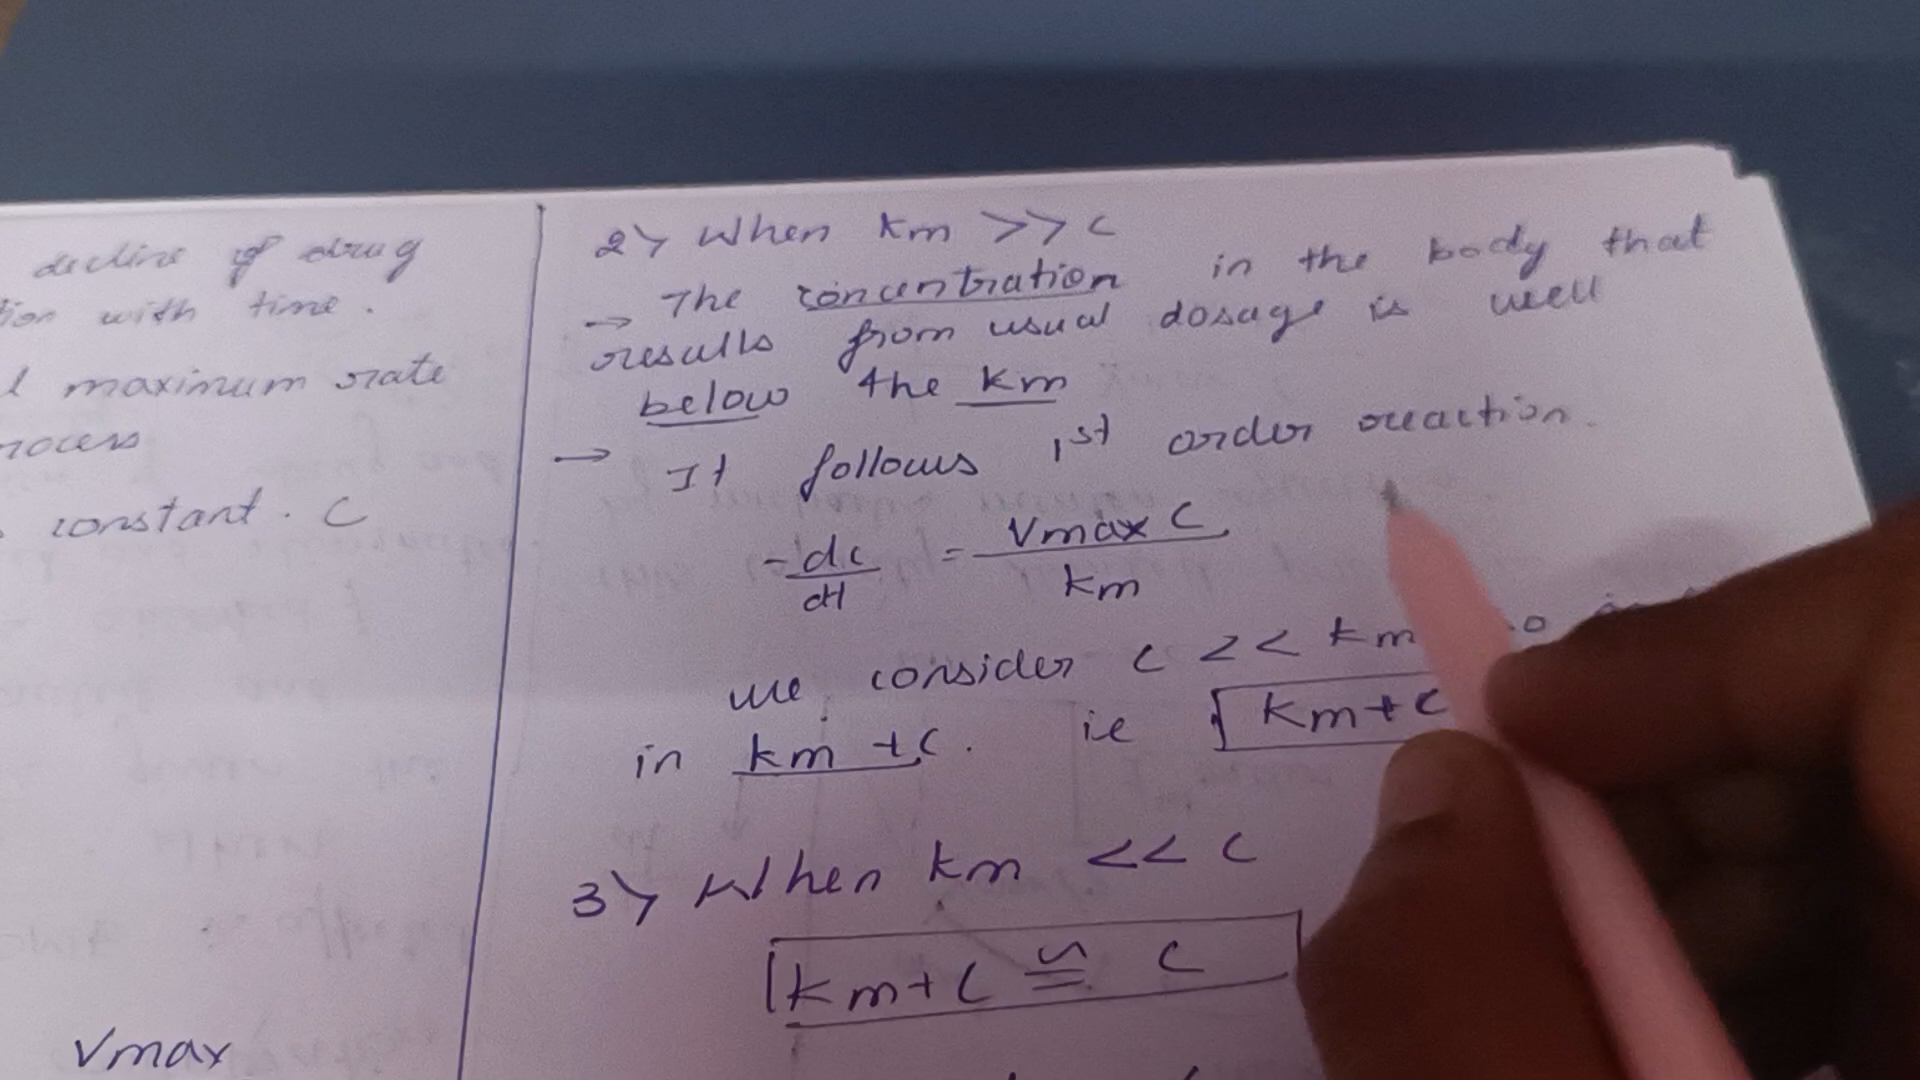 decline of drug
tion with time.
l maximum rate
rocess
constant. C
Vmax
2) When Km >> C
→ The concentration in the body that
results from usual dosage is well
below the Km
→ It follows 1st order reaction.
-dc/dt = Vmax C / Km
we consider C << Km
in Km + C. ie Km + C
3) When Km << C
Km + C ≅ C